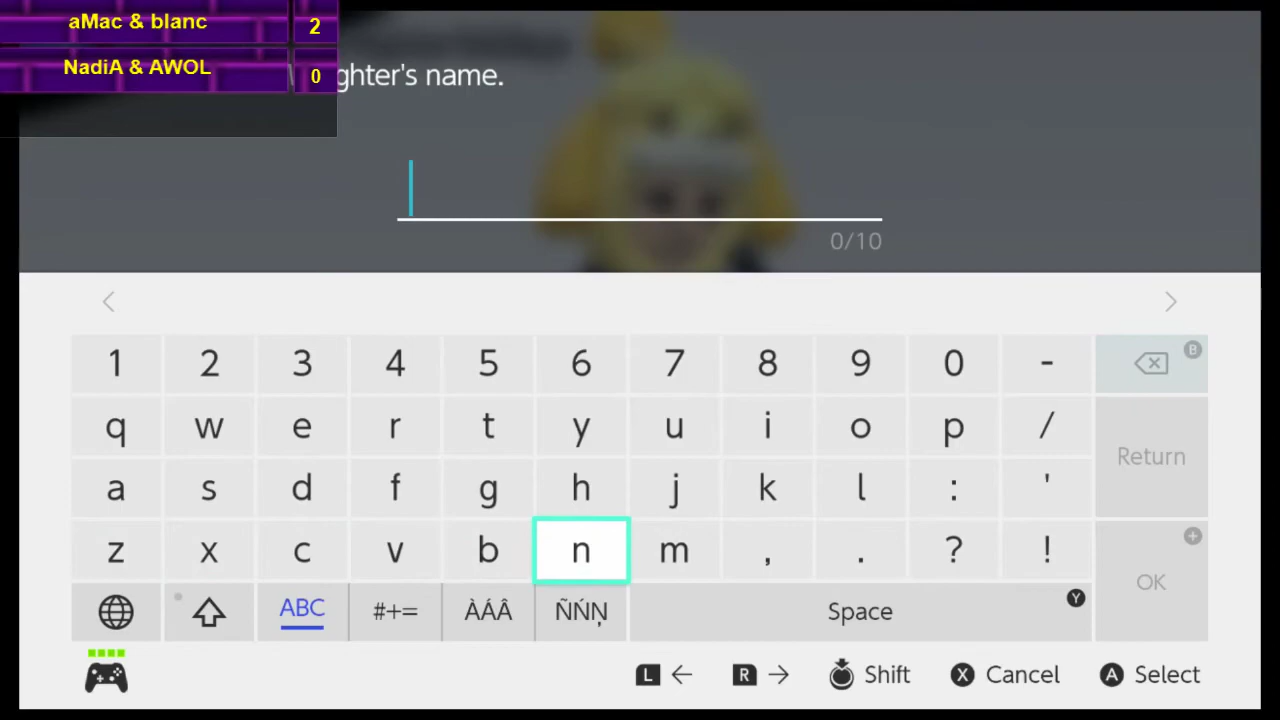 aMac & blanc 2
NadiA & AWOL 0
ghter's name.
0/10
1 2 3 4 5 6 7 8 9 0 -
q w e r t y u i o p /
Return
a s d f g h j k l : '
z x c v b n m , . ? !
OK
ABC #+= ÀÁÂ ÑŃŅ Space
L ← R → Shift X Cancel A Select
B
+
Y